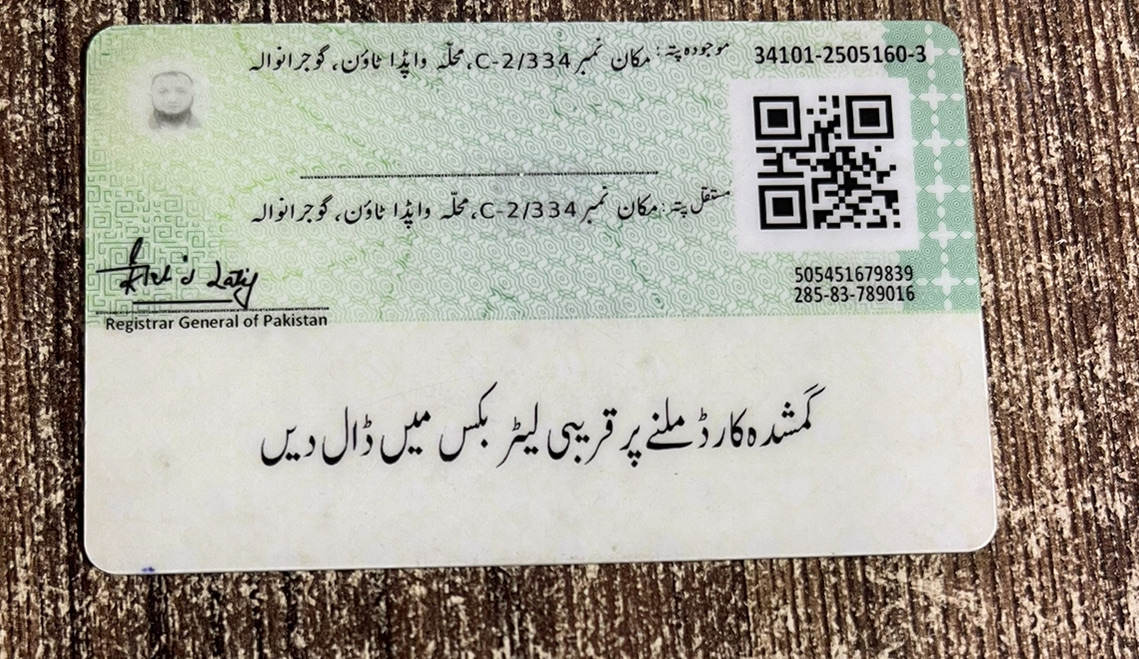 موجودہ پتہ: مکان نمبر C-2/334، محلّہ واپڈا ٹاؤن، گوجرانوالہ
34101-2505160-3
مستقل پتہ: مکان نمبر C-2/334، محلّہ واپڈا ٹاؤن، گوجرانوالہ
505451679839
285-83-789016
Registrar General of Pakistan
گمشدہ کارڈ ملنے پر قریبی لیٹر بکس میں ڈال دیں